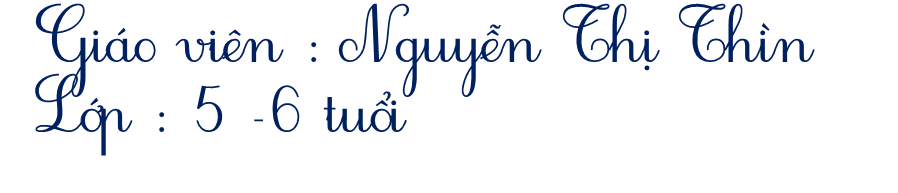 Giáo viên : Nguyễn Thị Thìn
Lớp : 5 -6 tuổi